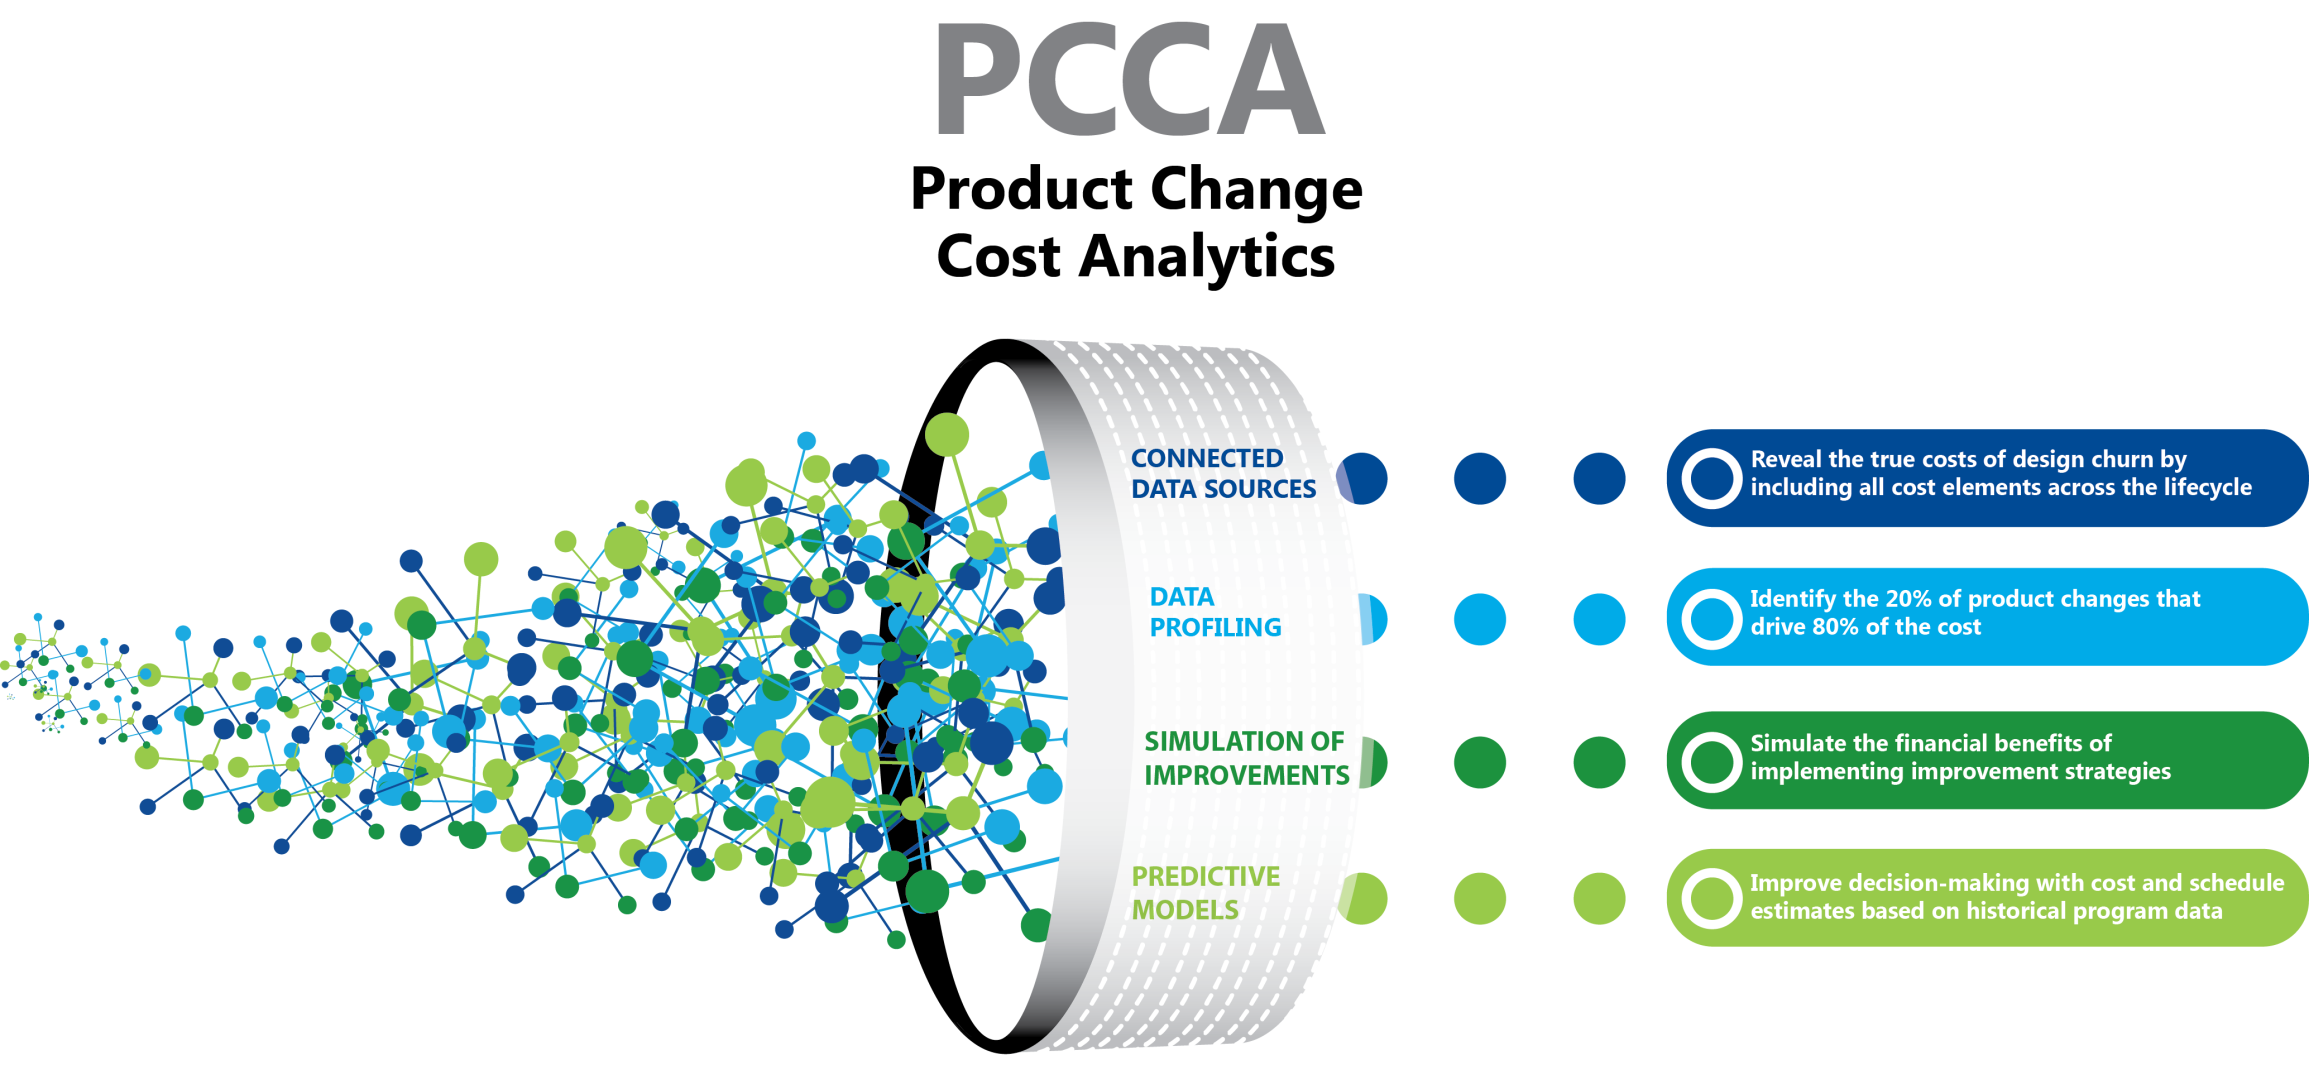 PCCA
Product Change
Cost Analytics
CONNECTED
DATA SOURCES
Reveal the true costs of design churn by
including all cost elements across the lifecycle
DATA
PROFILING
Identify the 20% of product changes that
drive 80% of the cost
SIMULATION OF
IMPROVEMENTS
Simulate the financial benefits of
implementing improvement strategies
PREDICTIVE
MODELS
Improve decision-making with cost and schedule
estimates based on historical program data